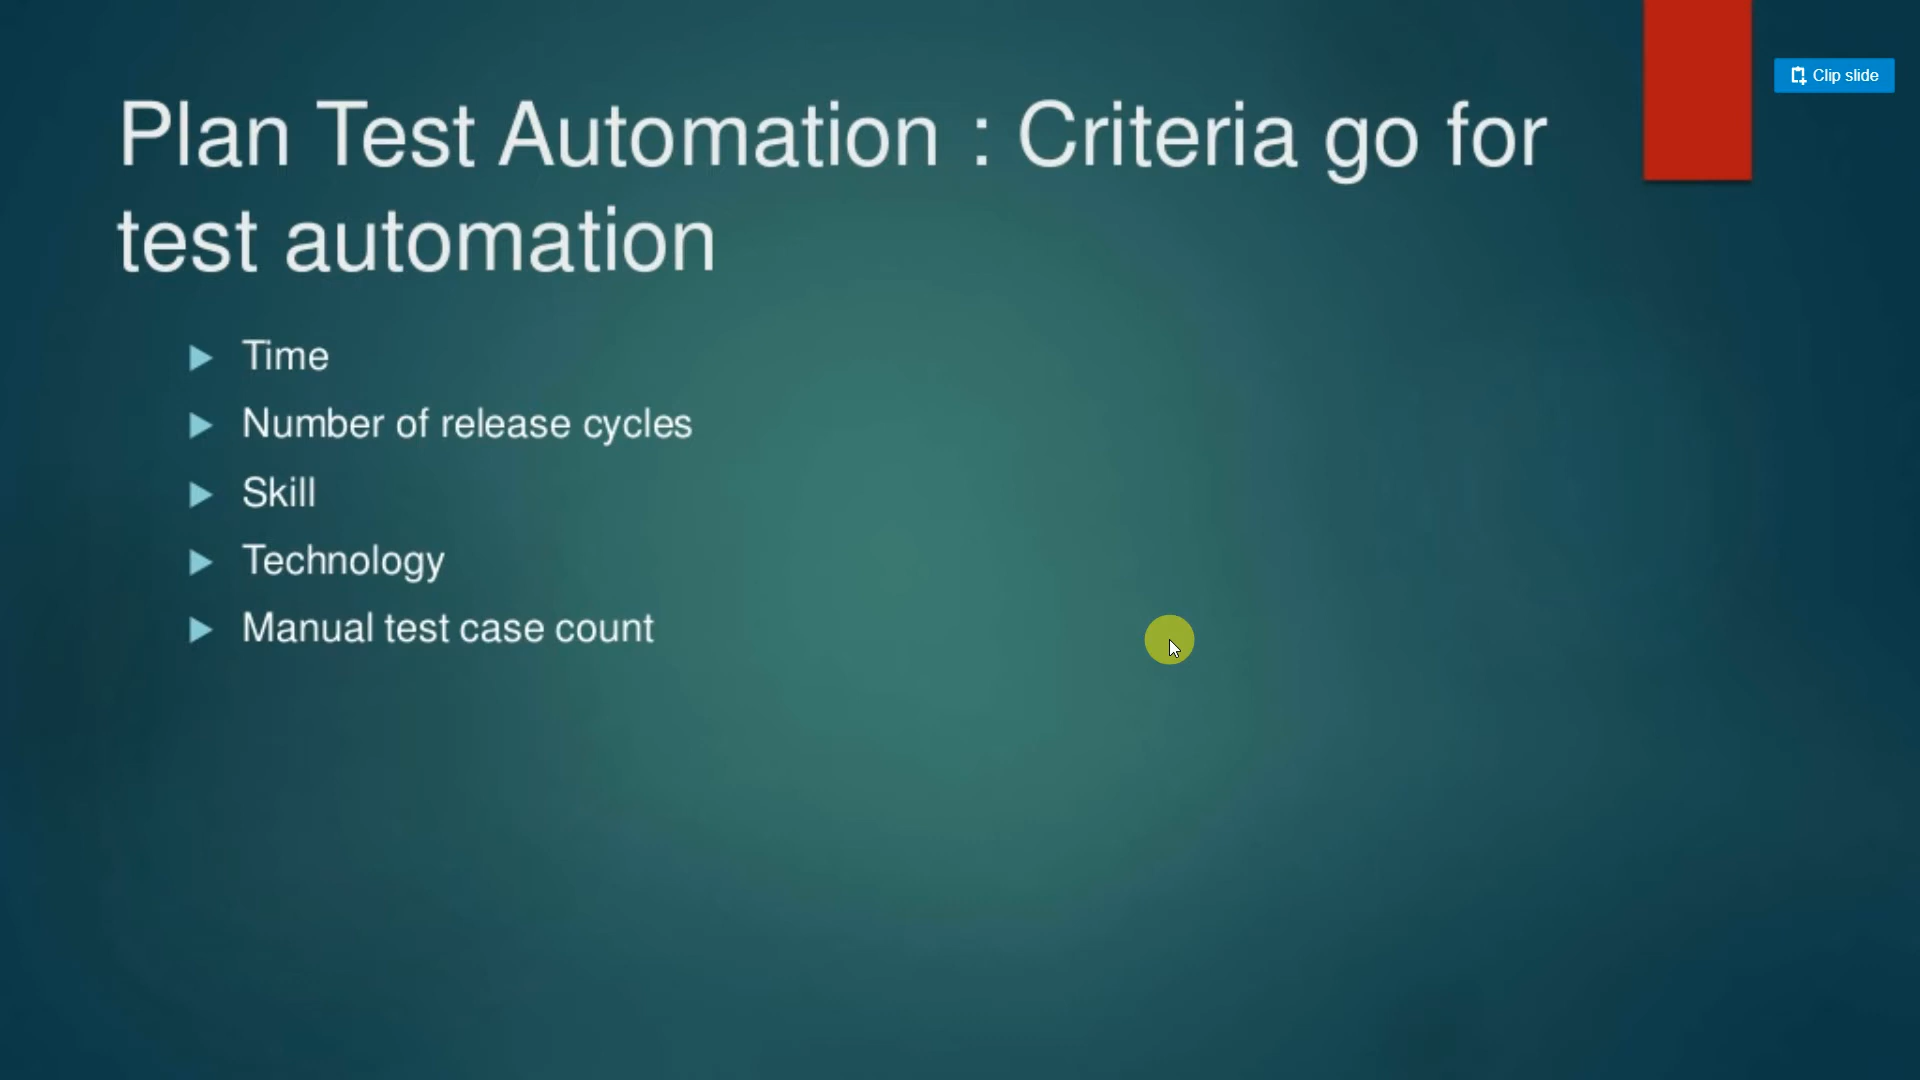 Clip slide
Plan Test Automation : Criteria go for
test automation
Time
Number of release cycles
Skill
Technology
Manual test case count